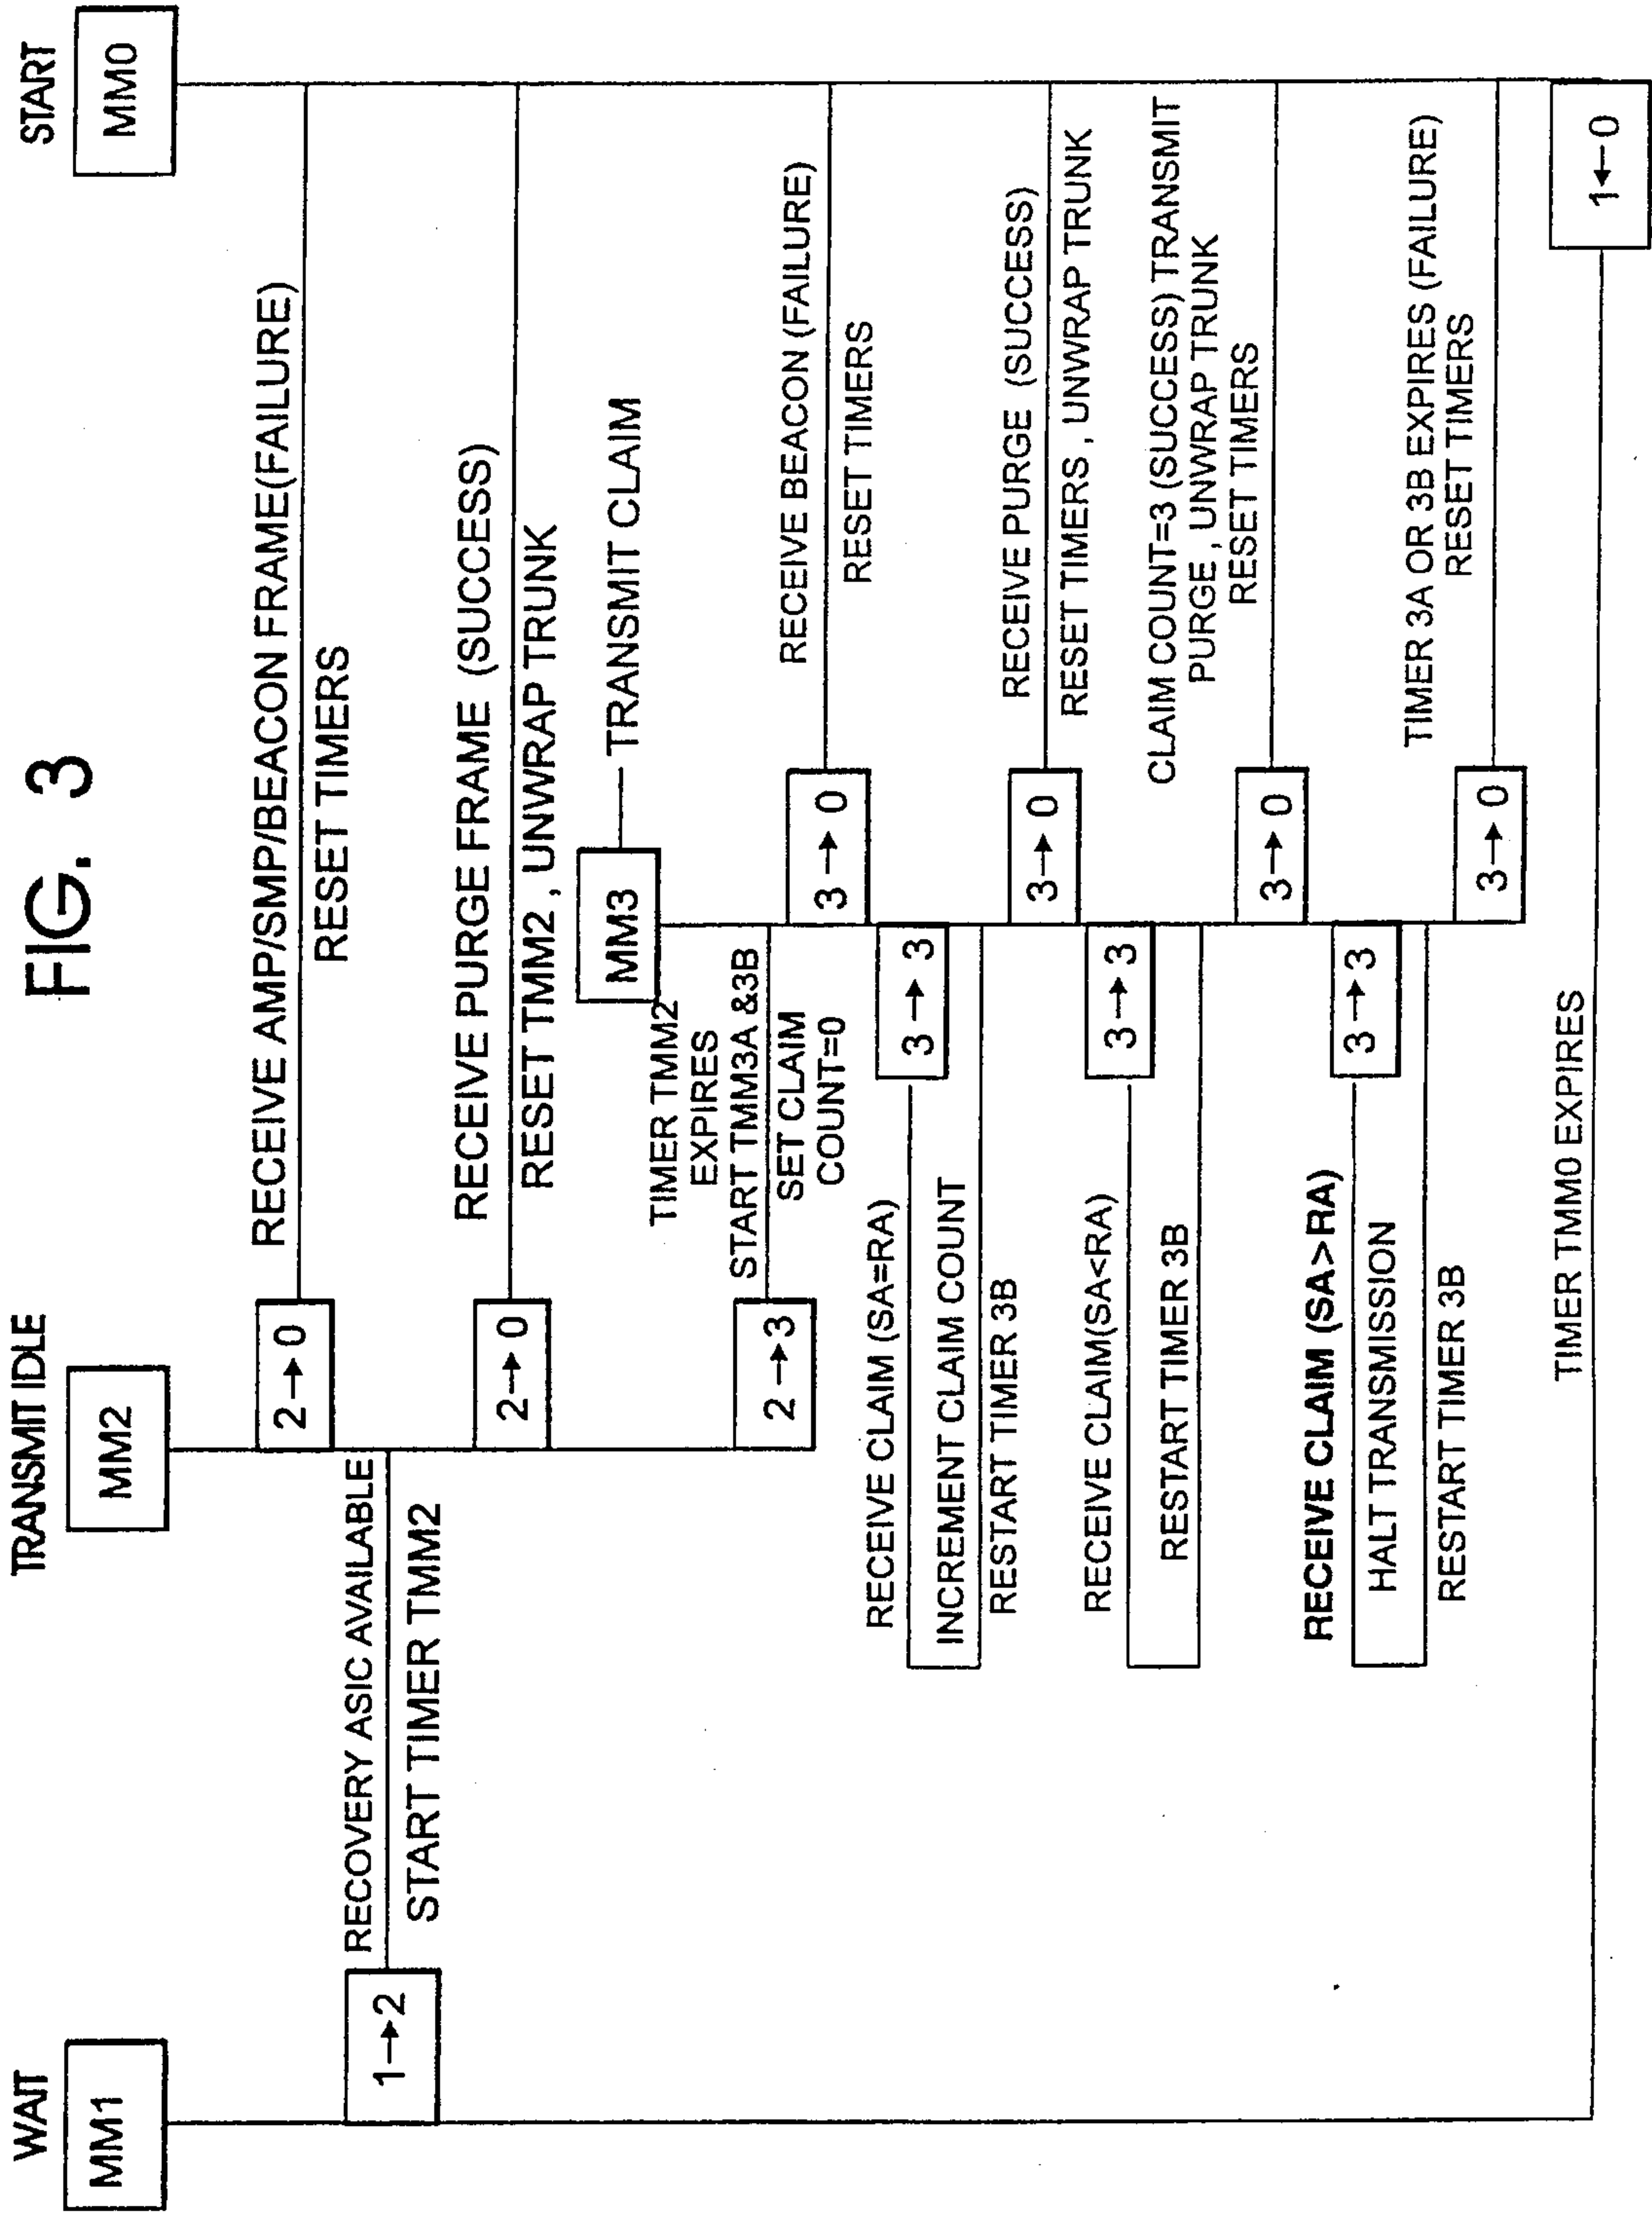 FIG. 3
WAIT
MM1
TRANSMIT IDLE
MM2
START
MM0
2→0
RECEIVE AMP/SMP/BEACON FRAME(FAILURE)
RESET TIMERS
1→2
RECOVERY ASIC AVAILABLE
START TIMER TMM2
2→0
RECEIVE PURGE FRAME (SUCCESS)
RESET TMM2 , UNWRAP TRUNK
MM3
TRANSMIT CLAIM
TIMER TMM2
EXPIRES
START TMM3A &3B
2→3
SET CLAIM
COUNT=0
RECEIVE BEACON (FAILURE)
3→0
RESET TIMERS
RECEIVE CLAIM (SA=RA)
3→3
INCREMENT CLAIM COUNT
RESTART TIMER 3B
RECEIVE PURGE (SUCCESS)
3→0
RESET TIMERS , UNWRAP TRUNK
RECEIVE CLAIM(SA<RA)
3→3
RESTART TIMER 3B
CLAIM COUNT=3 (SUCCESS) TRANSMIT
PURGE , UNWRAP TRUNK
RESET TIMERS
3→0
RECEIVE CLAIM (SA>RA)
3→3
HALT TRANSMISSION
RESTART TIMER 3B
TIMER 3A OR 3B EXPIRES (FAILURE)
RESET TIMERS
3→0
TIMER TMM0 EXPIRES
1←0